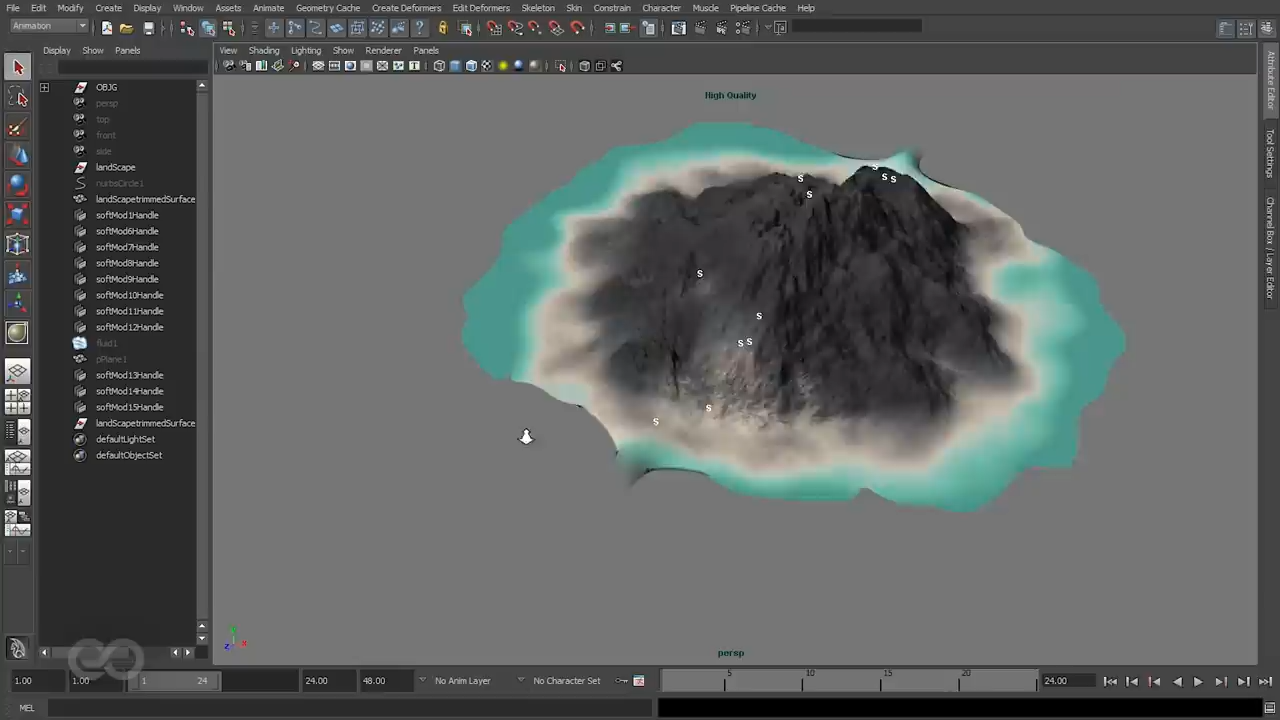 File Edit Modify Create Display Window Assets Animate Geometry Cache Create Deformers Edit Deformers Skeleton Skin Constrain Character Muscle Pipeline Cache Help
Animation
Display Show Panels
View Shading Lighting Show Renderer Panels
OBJG
persp
top
front
side
landScape
nurbsCircle1
landScapetrimmedSurface
softMod1Handle
softMod6Handle
softMod7Handle
softMod8Handle
softMod9Handle
softMod10Handle
softMod11Handle
softMod12Handle
fluid1
pPlane1
softMod13Handle
softMod14Handle
softMod15Handle
landScapetrimmedSurface
defaultLightSet
defaultObjectSet
High Quality
S S S S
S
S
S
S S
S
S
y
z x
persp
Attribute Editor
Tool Settings
Channel Box / Layer Editor
1.00 1.00 1 24 24.00 48.00 No Anim Layer No Character Set 5 10 15 20 24.00
MEL